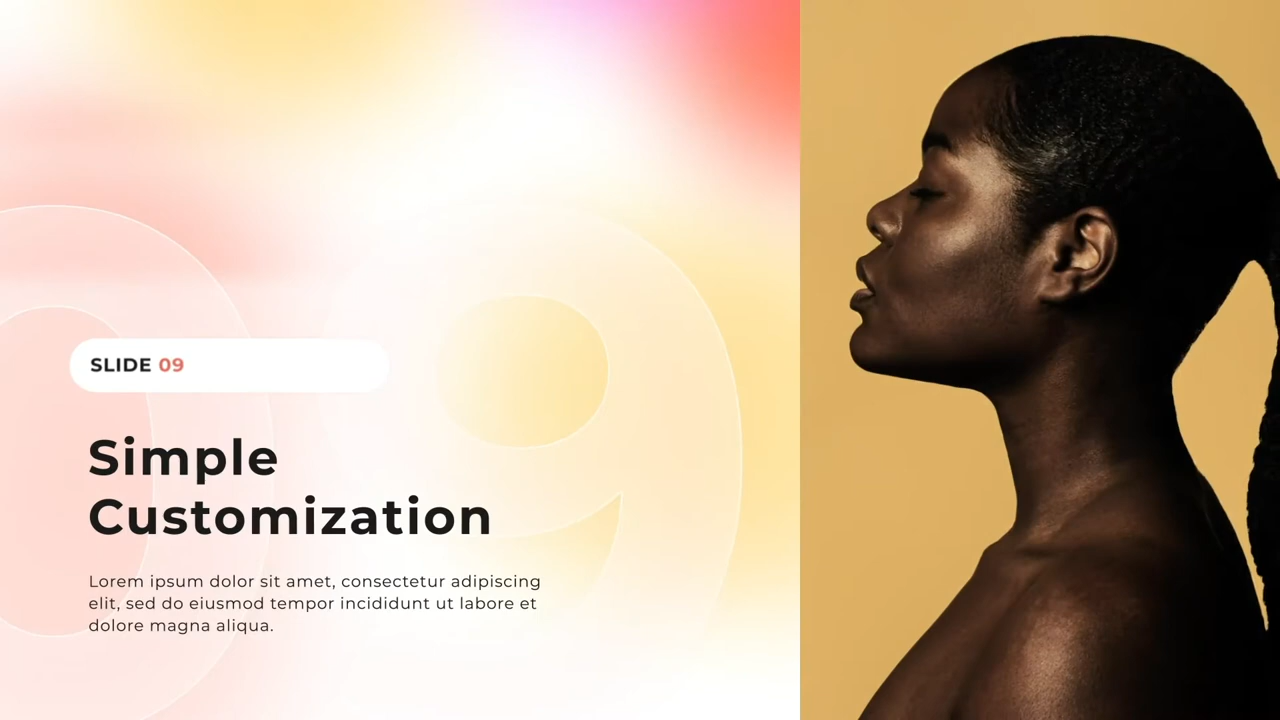 09
SLIDE 09
Simple
Customization
Lorem ipsum dolor sit amet, consectetur adipiscing
elit, sed do eiusmod tempor incididunt ut labore et
dolore magna aliqua.